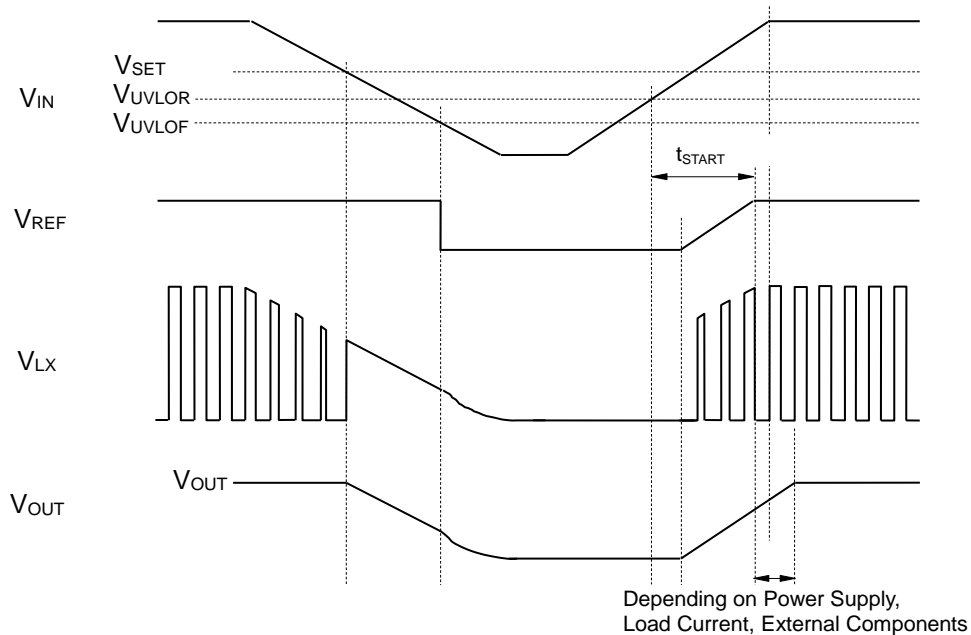 VSET
VIN
VUVLOR
VUVLOF
tSTART
VREF
VLX
VOUT
VOUT
Depending on Power Supply,
Load Current, External Components